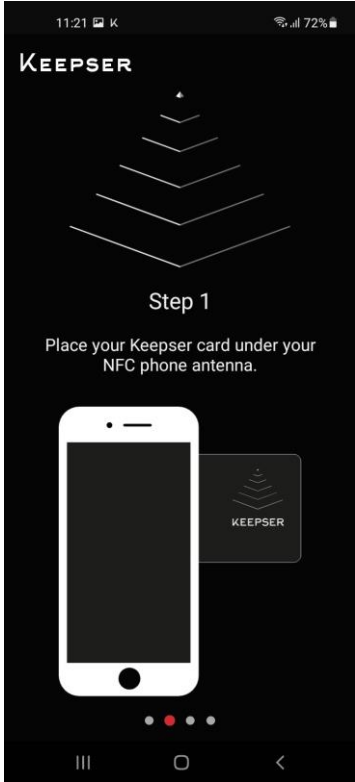 11:21 K 72%
KEEPSER
Step 1
Place your Keepser card under your
NFC phone antenna.
KEEPSER